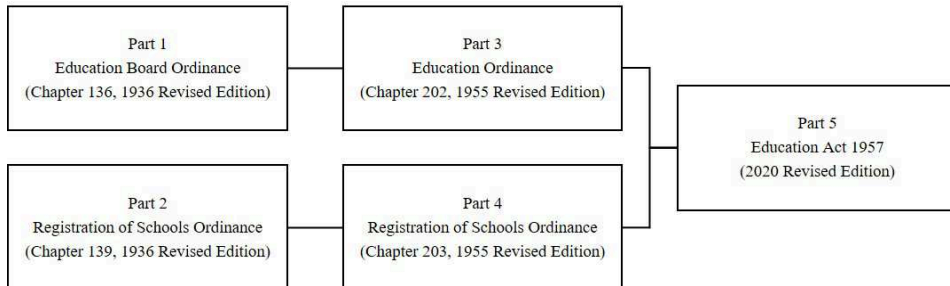 Part 1
Education Board Ordinance
(Chapter 136, 1936 Revised Edition)
Part 3
Education Ordinance
(Chapter 202, 1955 Revised Edition)
Part 5
Education Act 1957
(2020 Revised Edition)
Part 2
Registration of Schools Ordinance
(Chapter 139, 1936 Revised Edition)
Part 4
Registration of Schools Ordinance
(Chapter 203, 1955 Revised Edition)